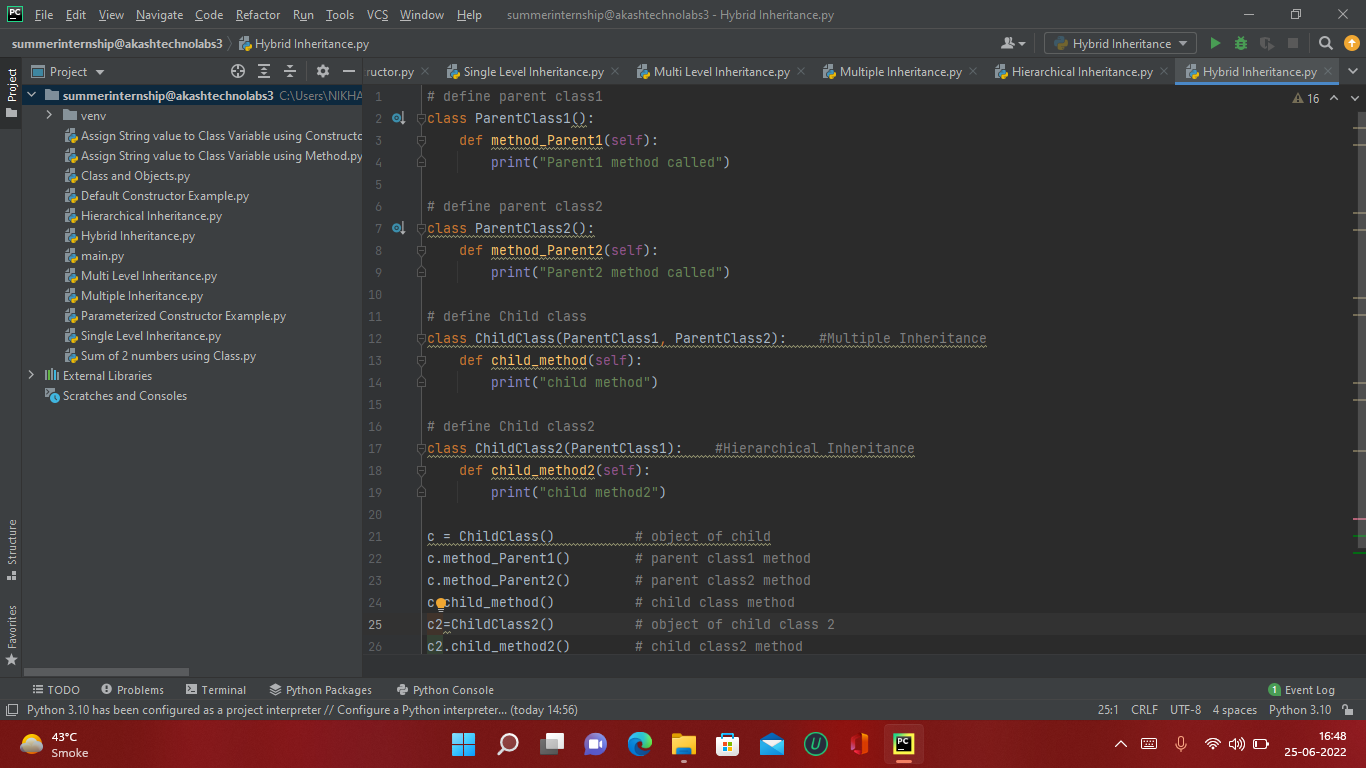 PC File Edit View Navigate Code Refactor Run Tools VCS Window Help summerinternship@akashtechnolabs3 - Hybrid Inheritance.py
summerinternship@akashtechnolabs3 Hybrid Inheritance.py Hybrid Inheritance
Project Project ructor.py Single Level Inheritance.py Multi Level Inheritance.py Multiple Inheritance.py Hierarchical Inheritance.py Hybrid Inheritance.py
summerinternship@akashtechnolabs3 C:\Users\NIKHA
venv
Assign String value to Class Variable using Constructo
Assign String value to Class Variable using Method.py
Class and Objects.py
Default Constructor Example.py
Hierarchical Inheritance.py
Hybrid Inheritance.py
main.py
Multi Level Inheritance.py
Multiple Inheritance.py
Parameterized Constructor Example.py
Single Level Inheritance.py
Sum of 2 numbers using Class.py
External Libraries
Scratches and Consoles
Structure
Favorites
16
1 # define parent class1
2 class ParentClass1():
3 def method_Parent1(self):
4 print("Parent1 method called")
5
6 # define parent class2
7 class ParentClass2():
8 def method_Parent2(self):
9 print("Parent2 method called")
10
11 # define Child class
12 class ChildClass(ParentClass1, ParentClass2): #Multiple Inheritance
13 def child_method(self):
14 print("child method")
15
16 # define Child class2
17 class ChildClass2(ParentClass1): #Hierarchical Inheritance
18 def child_method2(self):
19 print("child method2")
20
21 c = ChildClass() # object of child
22 c.method_Parent1() # parent class1 method
23 c.method_Parent2() # parent class2 method
24 c child_method() # child class method
25 c2=ChildClass2() # object of child class 2
26 c2.child_method2() # child class2 method
TODO Problems Terminal Python Packages Python Console 1 Event Log
Python 3.10 has been configured as a project interpreter // Configure a Python interpreter... (today 14:56) 25:1 CRLF UTF-8 4 spaces Python 3.10
43°C
Smoke
U
PC
16:48
25-06-2022